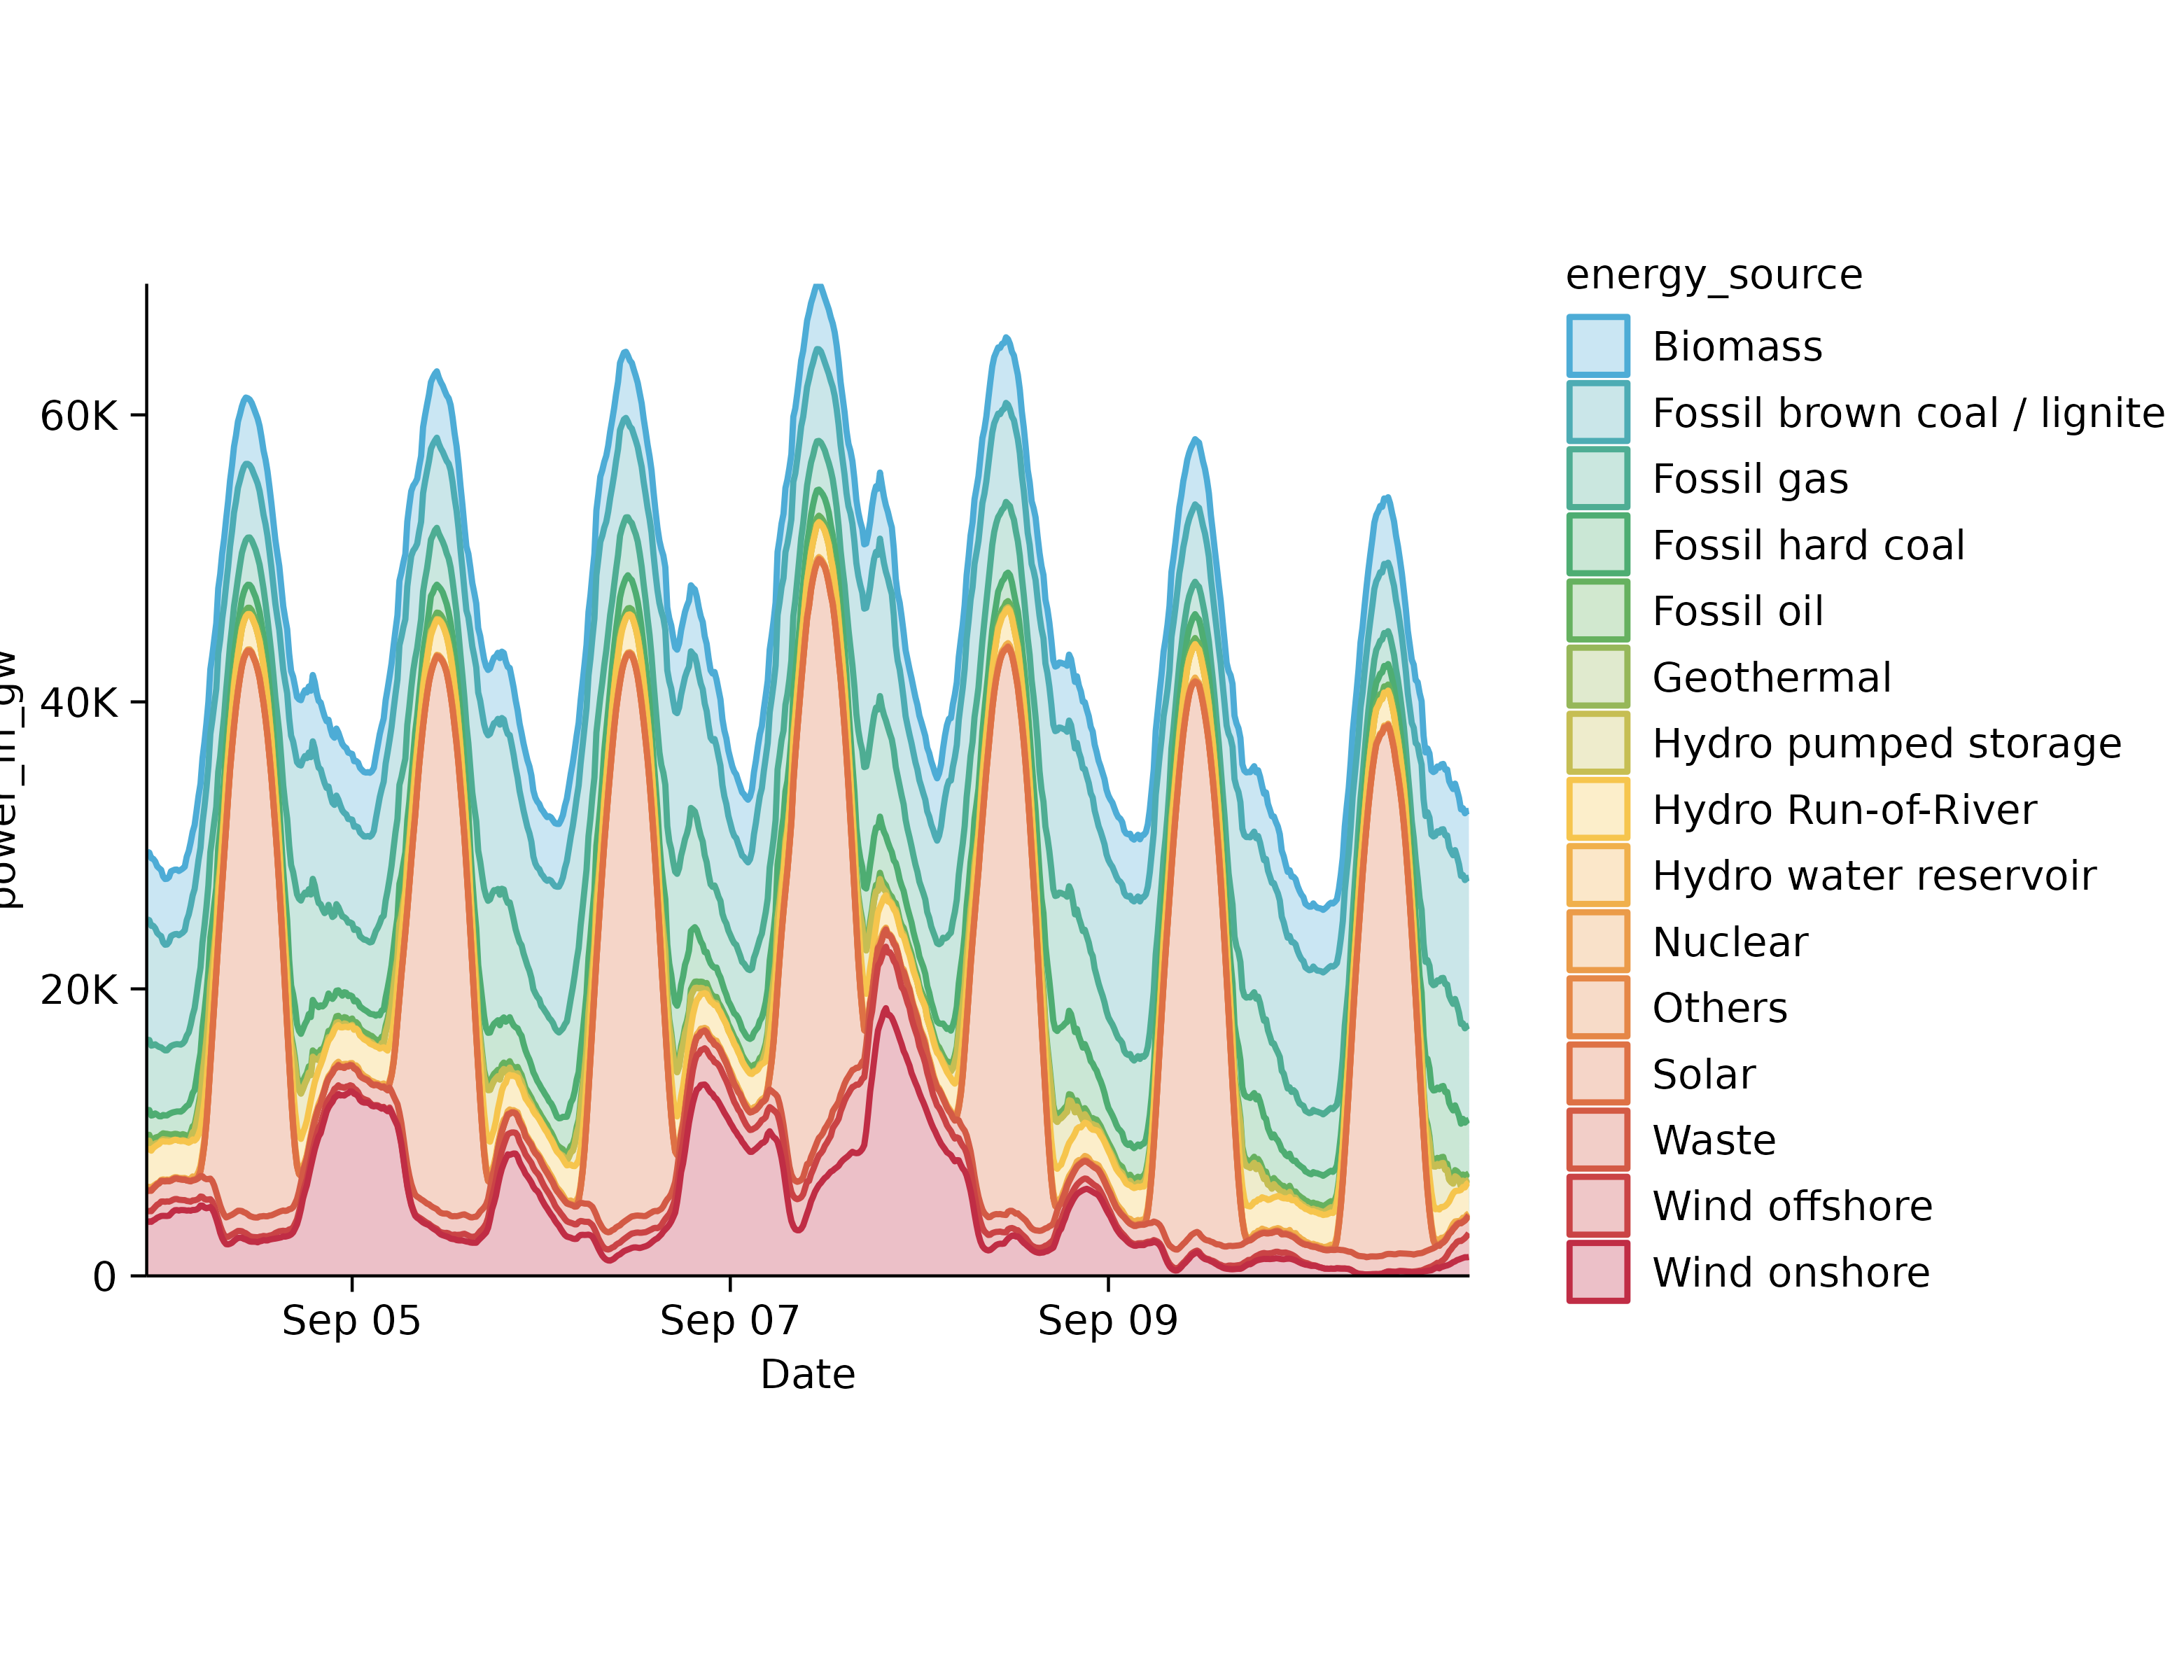 energy_source
Biomass
Fossil brown coal / lignite
Fossil gas
Fossil hard coal
Fossil oil
Geothermal
Hydro pumped storage
Hydro Run-of-River
Hydro water reservoir
Nuclear
Others
Solar
Waste
Wind offshore
Wind onshore
power_in_gw
60K
40K
20K
0
Sep 05
Sep 07
Sep 09
Date